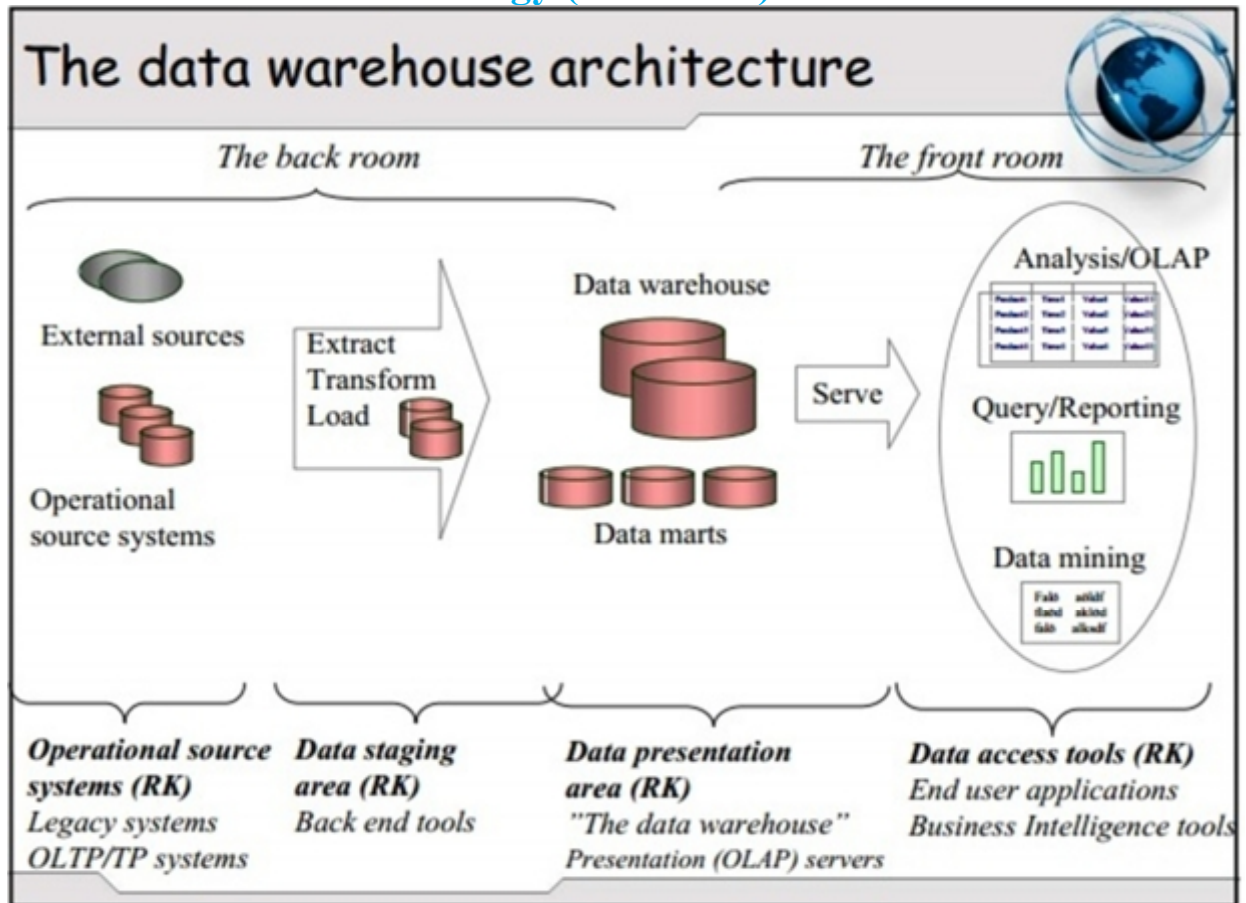 The data warehouse architecture
The back room
The front room
External sources
Operational
source systems
Extract
Transform
Load
Data warehouse
Data marts
Serve
Analysis/OLAP
Query/Reporting
Data mining
Operational source
systems (RK)
Legacy systems
OLTP/TP systems
Data staging
area (RK)
Back end tools
Data presentation
area (RK)
"The data warehouse"
Presentation (OLAP) servers
Data access tools (RK)
End user applications
Business Intelligence tools